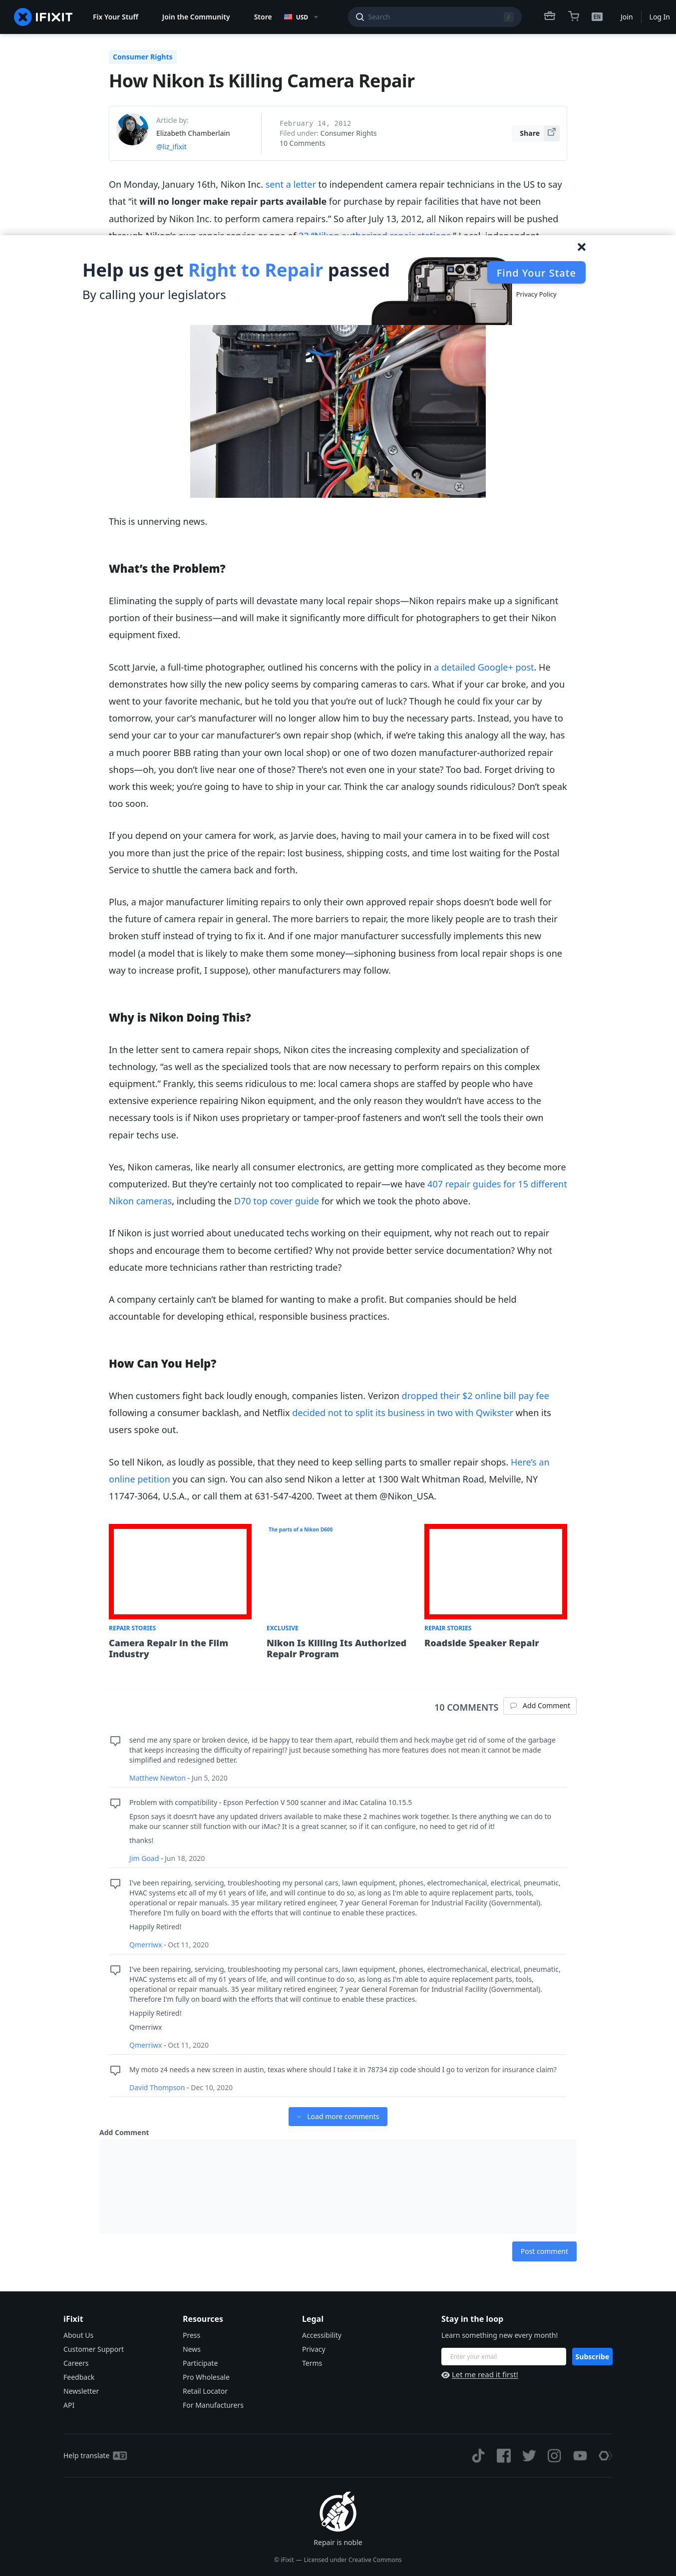 IFIXIT
Fix Your Stuff
Join the Community
Store
USD
Search
/
EN
Join
Log In
Consumer Rights
How Nikon Is Killing Camera Repair
Article by:
Elizabeth Chamberlain
@liz_ifixit
February 14, 2012
Filed under: Consumer Rights
10 Comments
Share
On Monday, January 16th, Nikon Inc. sent a letter to independent camera repair technicians in the US to say
that “it will no longer make repair parts available for purchase by repair facilities that have not been
authorized by Nikon Inc. to perform camera repairs.” So after July 13, 2012, all Nikon repairs will be pushed
Help us get Right to Repair passed
By calling your legislators
Find Your State
Privacy Policy
This is unnerving news.
What’s the Problem?
Eliminating the supply of parts will devastate many local repair shops—Nikon repairs make up a significant
portion of their business—and will make it significantly more difficult for photographers to get their Nikon
equipment fixed.
Scott Jarvie, a full-time photographer, outlined his concerns with the policy in a detailed Google+ post. He
demonstrates how silly the new policy seems by comparing cameras to cars. What if your car broke, and you
went to your favorite mechanic, but he told you that you’re out of luck? Though he could fix your car by
tomorrow, your car’s manufacturer will no longer allow him to buy the necessary parts. Instead, you have to
send your car to your car manufacturer’s own repair shop (which, if we’re taking this analogy all the way, has
a much poorer BBB rating than your own local shop) or one of two dozen manufacturer-authorized repair
shops—oh, you don’t live near one of those? There’s not even one in your state? Too bad. Forget driving to
work this week; you’re going to have to ship in your car. Think the car analogy sounds ridiculous? Don’t speak
too soon.
If you depend on your camera for work, as Jarvie does, having to mail your camera in to be fixed will cost
you more than just the price of the repair: lost business, shipping costs, and time lost waiting for the Postal
Service to shuttle the camera back and forth.
Plus, a major manufacturer limiting repairs to only their own approved repair shops doesn’t bode well for
the future of camera repair in general. The more barriers to repair, the more likely people are to trash their
broken stuff instead of trying to fix it. And if one major manufacturer successfully implements this new
model (a model that is likely to make them some money—siphoning business from local repair shops is one
way to increase profit, I suppose), other manufacturers may follow.
Why is Nikon Doing This?
In the letter sent to camera repair shops, Nikon cites the increasing complexity and specialization of
technology, “as well as the specialized tools that are now necessary to perform repairs on this complex
equipment.” Frankly, this seems ridiculous to me: local camera shops are staffed by people who have
extensive experience repairing Nikon equipment, and the only reason they wouldn’t have access to the
necessary tools is if Nikon uses proprietary or tamper-proof fasteners and won’t sell the tools their own
repair techs use.
Yes, Nikon cameras, like nearly all consumer electronics, are getting more complicated as they become more
computerized. But they’re certainly not too complicated to repair—we have 407 repair guides for 15 different
Nikon cameras, including the D70 top cover guide for which we took the photo above.
If Nikon is just worried about uneducated techs working on their equipment, why not reach out to repair
shops and encourage them to become certified? Why not provide better service documentation? Why not
educate more technicians rather than restricting trade?
A company certainly can’t be blamed for wanting to make a profit. But companies should be held
accountable for developing ethical, responsible business practices.
How Can You Help?
When customers fight back loudly enough, companies listen. Verizon dropped their $2 online bill pay fee
following a consumer backlash, and Netflix decided not to split its business in two with Qwikster when its
users spoke out.
So tell Nikon, as loudly as possible, that they need to keep selling parts to smaller repair shops. Here’s an
online petition you can sign. You can also send Nikon a letter at 1300 Walt Whitman Road, Melville, NY
11747-3064, U.S.A., or call them at 631-547-4200. Tweet at them @Nikon_USA.
The parts of a Nikon D600
REPAIR STORIES
Camera Repair in the Film
Industry
EXCLUSIVE
Nikon Is Killing Its Authorized
Repair Program
REPAIR STORIES
Roadside Speaker Repair
10 COMMENTS
Add Comment
send me any spare or broken device, id be happy to tear them apart, rebuild them and heck maybe get rid of some of the garbage
that keeps increasing the difficulty of repairing!? just because something has more features does not mean it cannot be made
simplified and redesigned better.
Matthew Newton - Jun 5, 2020
Problem with compatibility - Epson Perfection V 500 scanner and iMac Catalina 10.15.5
Epson says it doesn’t have any updated drivers available to make these 2 machines work together. Is there anything we can do to
make our scanner still function with our iMac? It is a great scanner, so if it can configure, no need to get rid of it!
thanks!
Jim Goad - Jun 18, 2020
I've been repairing, servicing, troubleshooting my personal cars, lawn equipment, phones, electromechanical, electrical, pneumatic,
HVAC systems etc all of my 61 years of life, and will continue to do so, as long as I'm able to aquire replacement parts, tools,
operational or repair manuals. 35 year military retired engineer, 7 year General Foreman for Industrial Facility (Governmental).
Therefore I'm fully on board with the efforts that will continue to enable these practices.
Happily Retired!
Qmerriwx - Oct 11, 2020
I've been repairing, servicing, troubleshooting my personal cars, lawn equipment, phones, electromechanical, electrical, pneumatic,
HVAC systems etc all of my 61 years of life, and will continue to do so, as long as I'm able to aquire replacement parts, tools,
operational or repair manuals. 35 year military retired engineer, 7 year General Foreman for Industrial Facility (Governmental).
Therefore I'm fully on board with the efforts that will continue to enable these practices.
Happily Retired!
Qmerriwx
Qmerriwx - Oct 11, 2020
My moto z4 needs a new screen in austin, texas where should I take it in 78734 zip code should I go to verizon for insurance claim?
David Thompson - Dec 10, 2020
Load more comments
Add Comment
Post comment
iFixit
About Us
Customer Support
Careers
Feedback
Newsletter
API
Resources
Press
News
Participate
Pro Wholesale
Retail Locator
For Manufacturers
Legal
Accessibility
Privacy
Terms
Stay in the loop
Learn something new every month!
Enter your email
Subscribe
Let me read it first!
Help translate
Repair is noble
© iFixit — Licensed under Creative Commons